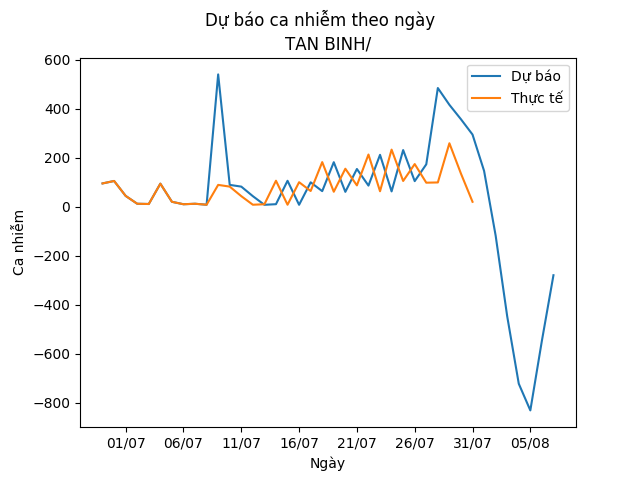 Dự báo ca nhiễm theo ngày
TAN BINH/
Dự báo
Thực tế
600
400
200
0
−200
−400
−600
−800
Ca nhiễm
01/07 06/07 11/07 16/07 21/07 26/07 31/07 05/08
Ngày